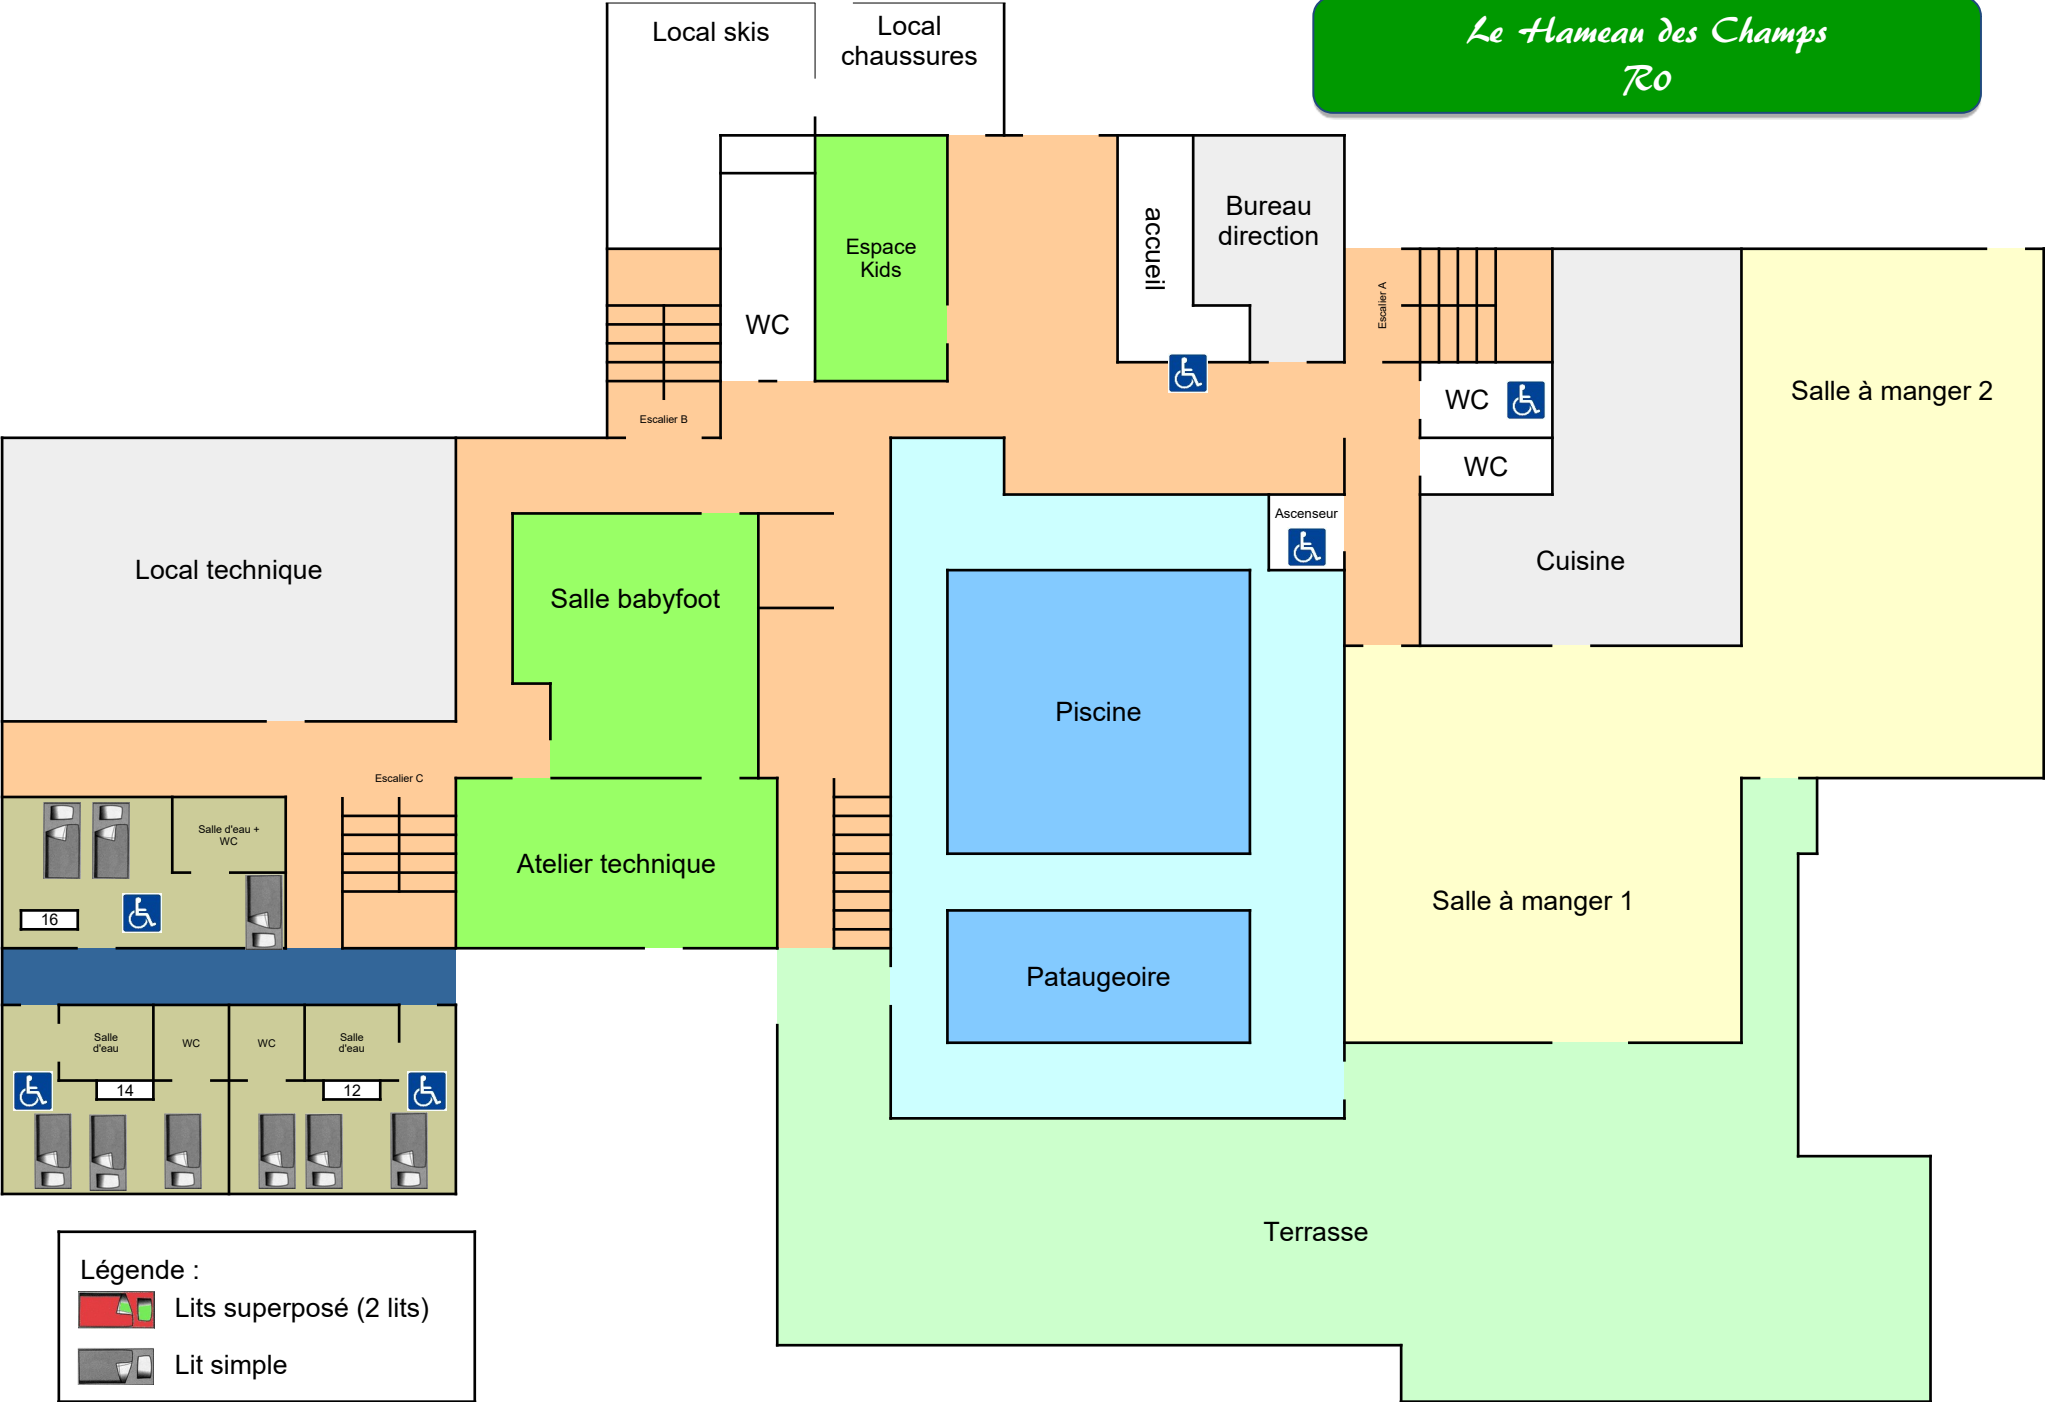 Le Hameau des Champs
R0
Local skis
Local
chaussures
Espace
Kids
accueil
Bureau
direction
Escalier A
WC
Escalier B
WC
WC
Salle à manger 2
Ascenseur
Cuisine
Local technique
Salle babyfoot
Piscine
Escalier C
Salle d'eau +
WC
Atelier technique
Salle à manger 1
16
Pataugeoire
Salle
d'eau
WC
WC
Salle
d'eau
14
12
Terrasse
Légende :
Lits superposé (2 lits)
Lit simple